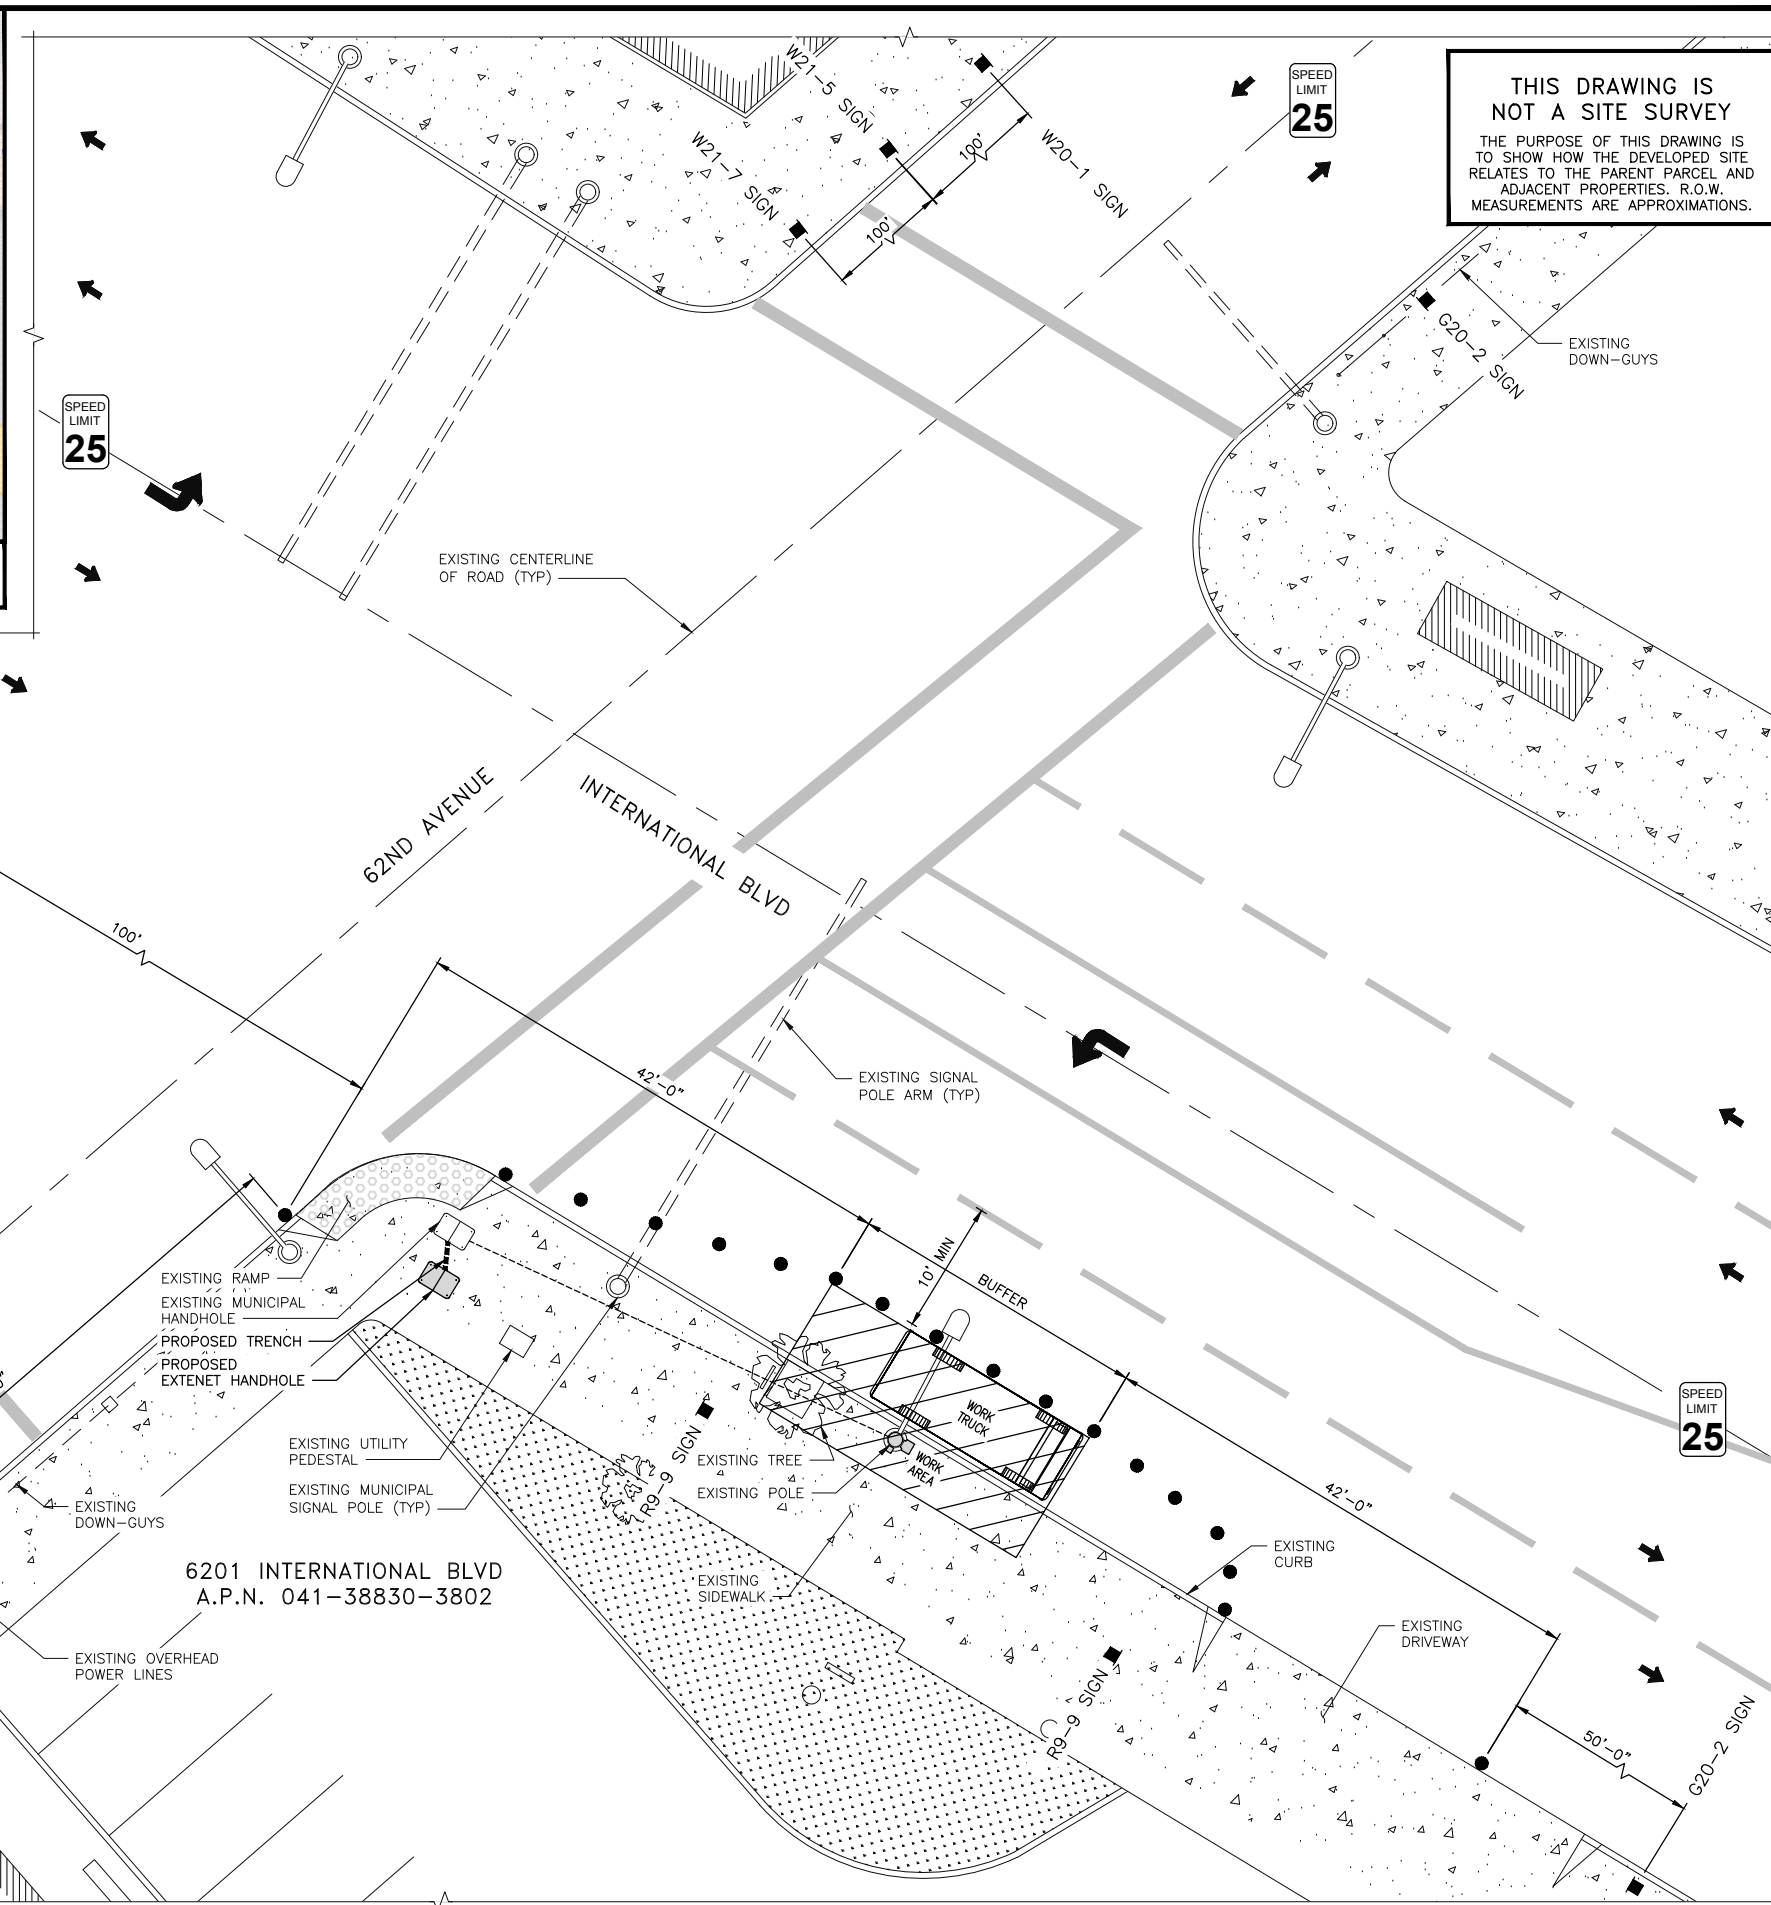 W21-5 SIGN
W21-7 SIGN
100'
100'
W20-1 SIGN
SPEED
LIMIT
25
THIS DRAWING IS
NOT A SITE SURVEY
THE PURPOSE OF THIS DRAWING IS
TO SHOW HOW THE DEVELOPED SITE
RELATES TO THE PARENT PARCEL AND
ADJACENT PROPERTIES. R.O.W.
MEASUREMENTS ARE APPROXIMATIONS.
G20-2 SIGN
EXISTING
DOWN-GUYS
SPEED
LIMIT
25
EXISTING CENTERLINE
OF ROAD (TYP)
62ND AVENUE
INTERNATIONAL BLVD
100'
42'-0"
EXISTING SIGNAL
POLE ARM (TYP)
10' MIN
BUFFER
EXISTING RAMP
EXISTING MUNICIPAL
HANDHOLE
PROPOSED TRENCH
PROPOSED
EXTENET HANDHOLE
WORK
TRUCK
WORK
AREA
SPEED
LIMIT
25
EXISTING UTILITY
PEDESTAL
EXISTING MUNICIPAL
SIGNAL POLE (TYP)
R9-9 SIGN
EXISTING TREE
EXISTING POLE
42'-0"
EXISTING
DOWN-GUYS
EXISTING
CURB
6201 INTERNATIONAL BLVD
A.P.N. 041-38830-3802
EXISTING
SIDEWALK
EXISTING
DRIVEWAY
EXISTING OVERHEAD
POWER LINES
R9-9 SIGN
50'-0"
G20-2 SIGN